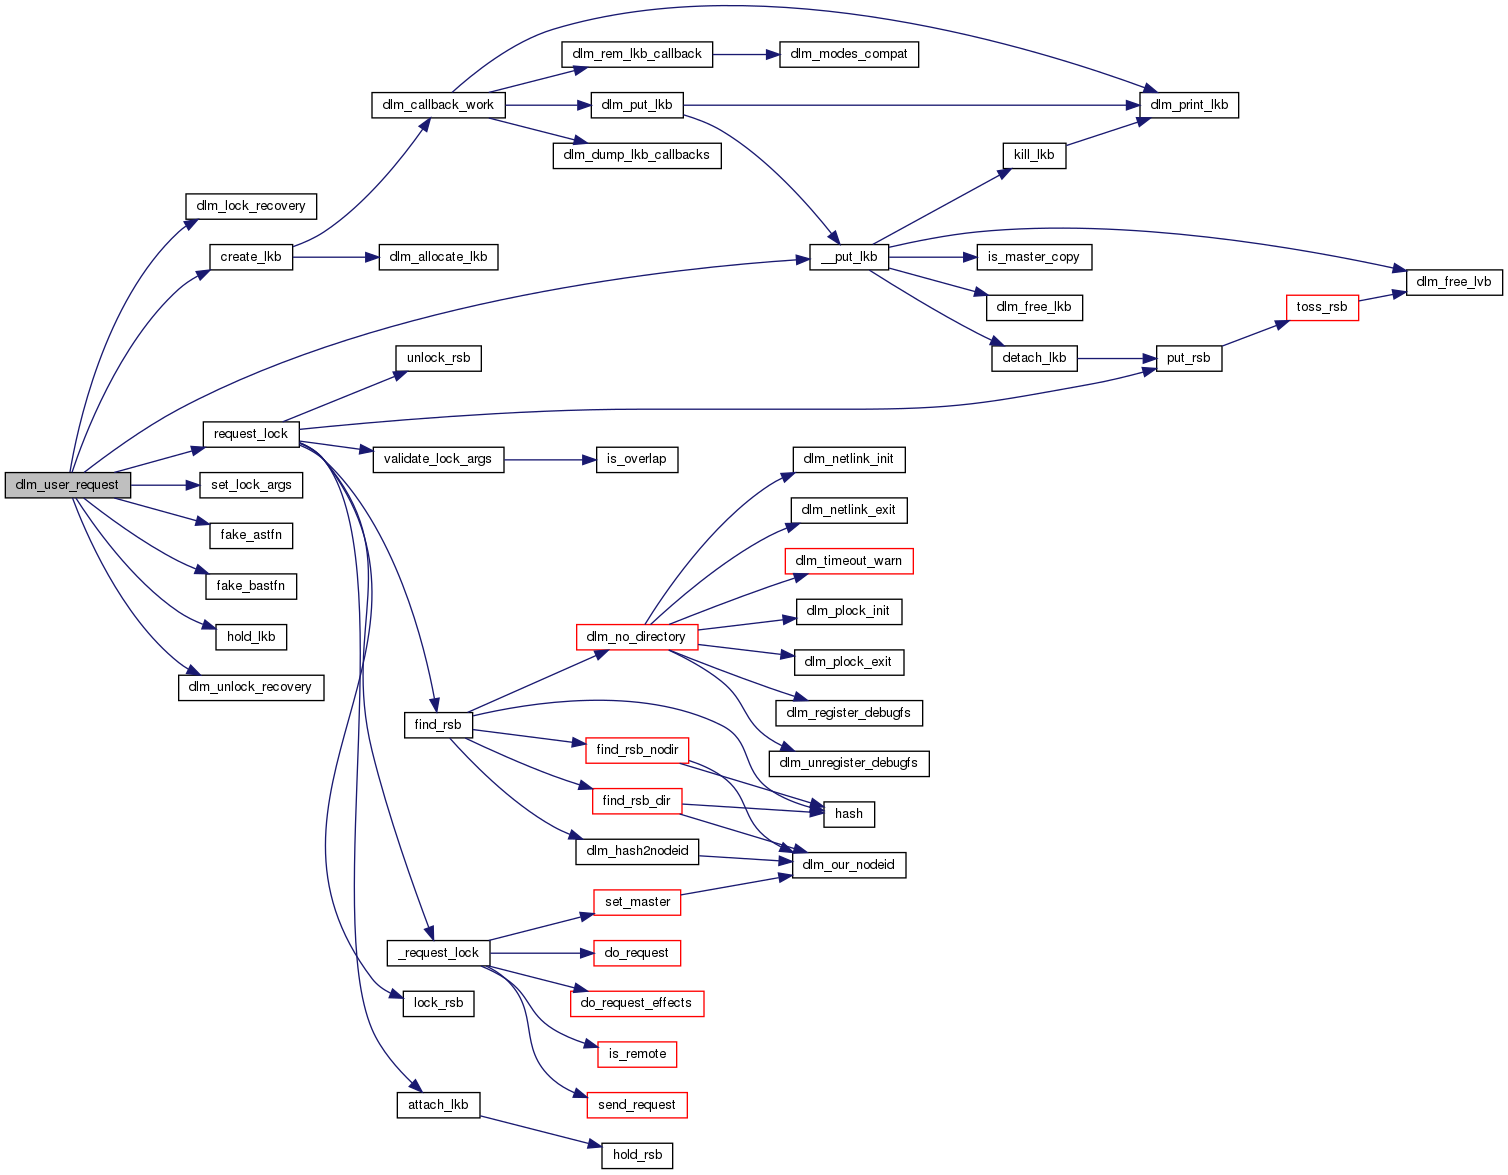 dlm_rem_lkb_callback
dlm_modes_compat
dlm_callback_work
dlm_put_lkb
dlm_print_lkb
dlm_dump_lkb_callbacks
kill_lkb
dlm_lock_recovery
create_lkb
dlm_allocate_lkb
__put_lkb
is_master_copy
dlm_free_lvb
dlm_free_lkb
toss_rsb
unlock_rsb
detach_lkb
put_rsb
request_lock
validate_lock_args
is_overlap
dlm_netlink_init
dlm_user_request
set_lock_args
dlm_netlink_exit
fake_astfn
dlm_timeout_warn
fake_bastfn
dlm_plock_init
hold_lkb
dlm_no_directory
dlm_plock_exit
dlm_unlock_recovery
dlm_register_debugfs
find_rsb
find_rsb_nodir
dlm_unregister_debugfs
find_rsb_dir
hash
dlm_hash2nodeid
dlm_our_nodeid
set_master
_request_lock
do_request
lock_rsb
do_request_effects
is_remote
attach_lkb
send_request
hold_rsb